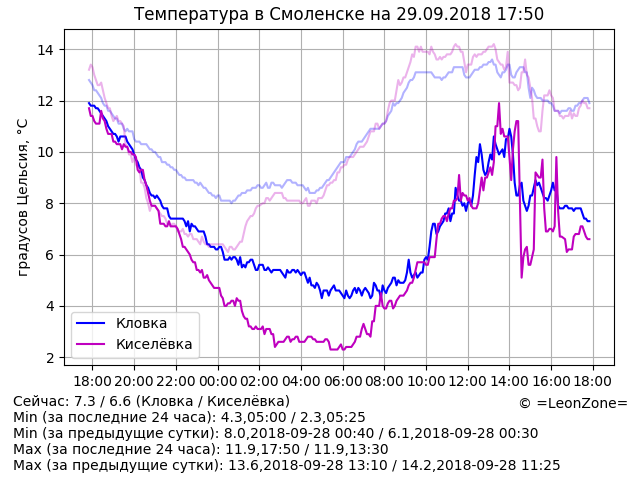 Температура в Смоленске на 29.09.2018 17:50
градусов Цельсия, °C
14
12
10
8
6
4
2
Кловка
Киселёвка
18:00 20:00 22:00 00:00 02:00 04:00 06:00 08:00 10:00 12:00 14:00 16:00 18:00
Сейчас: 7.3 / 6.6 (Кловка / Киселёвка)
© =LeonZone=
Min (за последние 24 часа): 4.3,05:00 / 2.3,05:25
Min (за предыдущие сутки): 8.0,2018-09-28 00:40 / 6.1,2018-09-28 00:30
Max (за последние 24 часа): 11.9,17:50 / 11.9,13:30
Max (за предыдущие сутки): 13.6,2018-09-28 13:10 / 14.2,2018-09-28 11:25